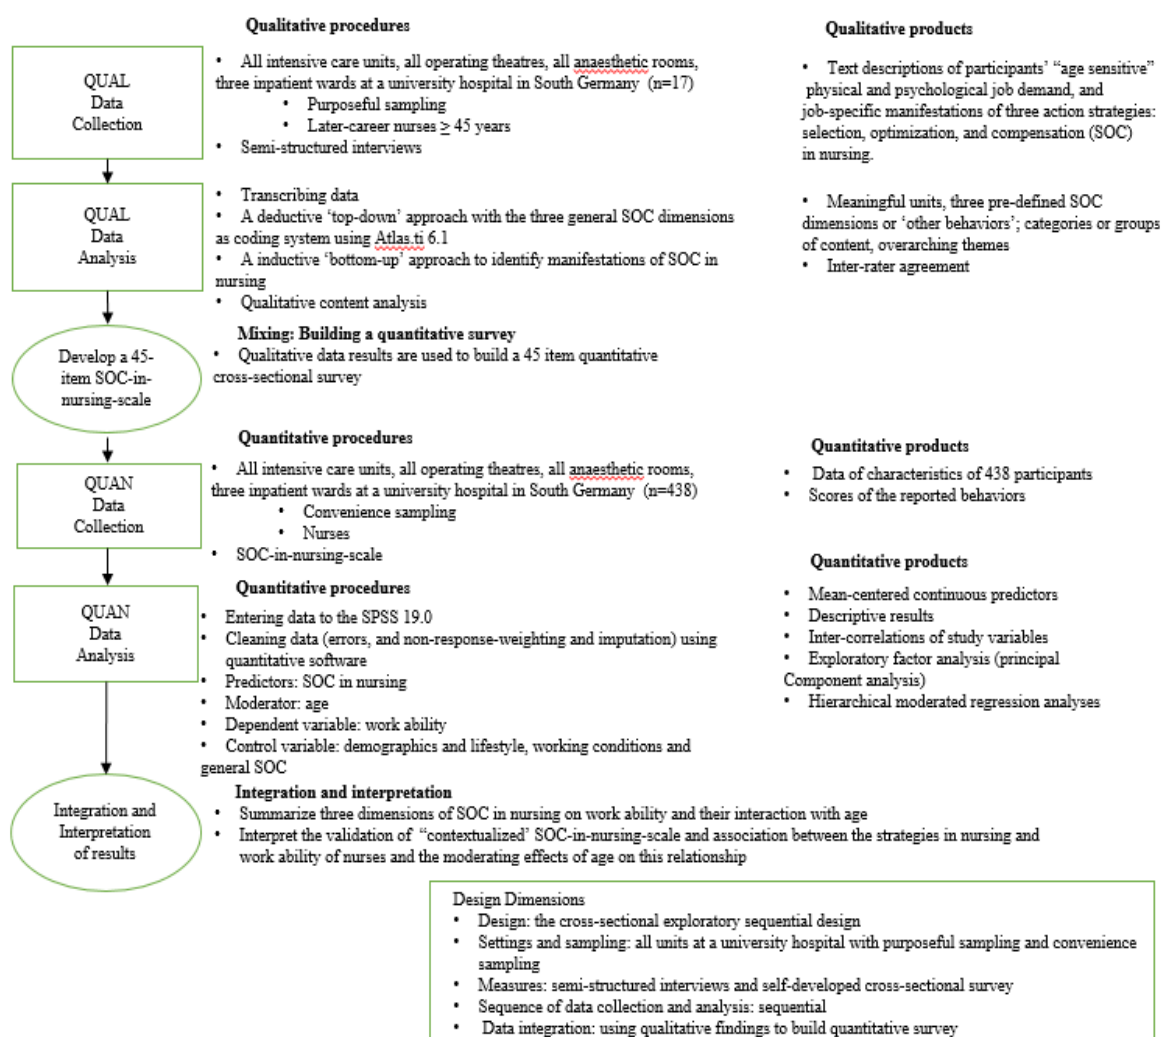 Qualitative procedures
Qualitative products
QUAL
Data
Collection
• All intensive care units, all operating theatres, all anaesthetic rooms,
three inpatient wards at a university hospital in South Germany (n=17)
• Purposeful sampling
• Later-career nurses ≥ 45 years
• Semi-structured interviews
• Text descriptions of participants’ “age sensitive”
physical and psychological job demand, and
job-specific manifestations of three action strategies:
selection, optimization, and compensation (SOC)
in nursing.
QUAL
Data
Analysis
• Transcribing data
• A deductive ‘top-down’ approach with the three general SOC dimensions
as coding system using Atlas.ti 6.1
• A inductive ‘bottom-up’ approach to identify manifestations of SOC in
nursing
• Qualitative content analysis
• Meaningful units, three pre-defined SOC
dimensions or ‘other behaviors’; categories or groups
of content, overarching themes
• Inter-rater agreement
Develop a 45-
item SOC-in-
nursing-scale
Mixing: Building a quantitative survey
• Qualitative data results are used to build a 45 item quantitative
cross-sectional survey
Quantitative procedures
Quantitative products
QUAN
Data
Collection
• All intensive care units, all operating theatres, all anaesthetic rooms,
three inpatient wards at a university hospital in South Germany (n=438)
• Convenience sampling
• Nurses
• SOC-in-nursing-scale
• Data of characteristics of 438 participants
• Scores of the reported behaviors
Quantitative procedures
Quantitative products
QUAN
Data
Analysis
• Entering data to the SPSS 19.0
• Cleaning data (errors, and non-response-weighting and imputation) using
quantitative software
• Predictors: SOC in nursing
• Moderator: age
• Dependent variable: work ability
• Control variable: demographics and lifestyle, working conditions and
general SOC
• Mean-centered continuous predictors
• Descriptive results
• Inter-correlations of study variables
• Exploratory factor analysis (principal
Component analysis)
• Hierarchical moderated regression analyses
Integration and
Interpretation
of results
Integration and interpretation
• Summarize three dimensions of SOC in nursing on work ability and their interaction with age
• Interpret the validation of “contextualized’ SOC-in-nursing-scale and association between the strategies in nursing and
work ability of nurses and the moderating effects of age on this relationship
Design Dimensions
• Design: the cross-sectional exploratory sequential design
• Settings and sampling: all units at a university hospital with purposeful sampling and convenience
sampling
• Measures: semi-structured interviews and self-developed cross-sectional survey
• Sequence of data collection and analysis: sequential
• Data integration: using qualitative findings to build quantitative survey